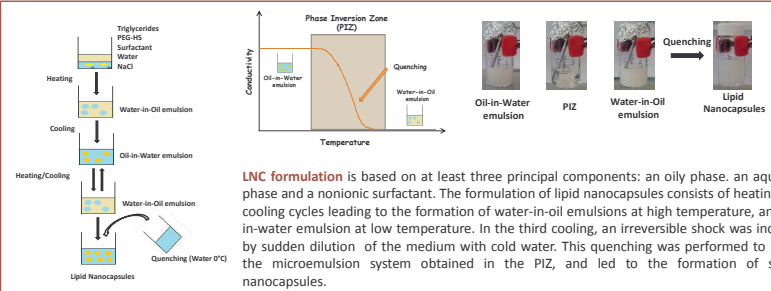 Triglycerides
PEG-HS
Surfactant
Water
NaCl
Heating
Water-in-Oil emulsion
Cooling
Oil-in-Water emulsion
Heating/Cooling
Water-in-Oil emulsion
Lipid Nanocapsules
Quenching (Water 0°C)
Phase Inversion Zone
(PIZ)
Conductivity
Oil-in-Water
emulsion
Quenching
Water-in-Oil
emulsion
Temperature
Quenching
Oil-in-Water
emulsion
PIZ
Water-in-Oil
emulsion
Lipid
Nanocapsules
LNC formulation is based on at least three principal components: an oily phase. an aqu
phase and a nonionic surfactant. The formulation of lipid nanocapsules consists of heatin
cooling cycles leading to the formation of water-in-oil emulsions at high temperature, an
in-water emulsion at low temperature. In the third cooling, an irreversible shock was ind
by sudden dilution of the medium with cold water. This quenching was performed to
the microemulsion system obtained in the PIZ, and led to the formation of s
nanocapsules.